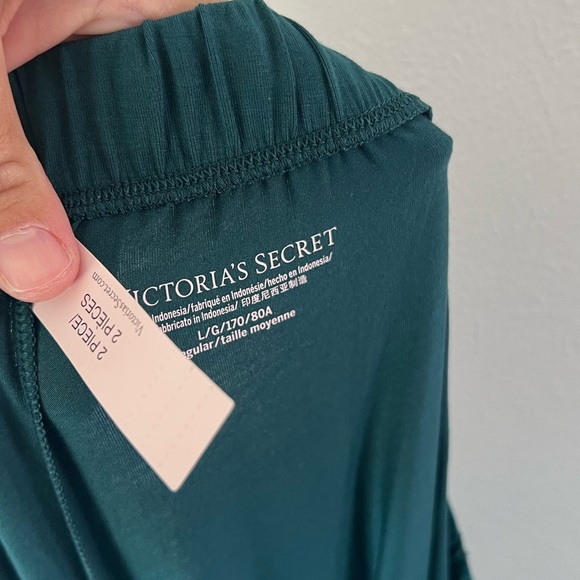 VICTORIA'S SECRET
Indonesia/fabriqué en Indonésie/hecho en Indonesia/
fabbricato in Indonesia/ 印度尼西亚制造
L/G/170/80A
regular/taille moyenne
VictoriasSecret.com
2 PIECE/
2 PIÈCES